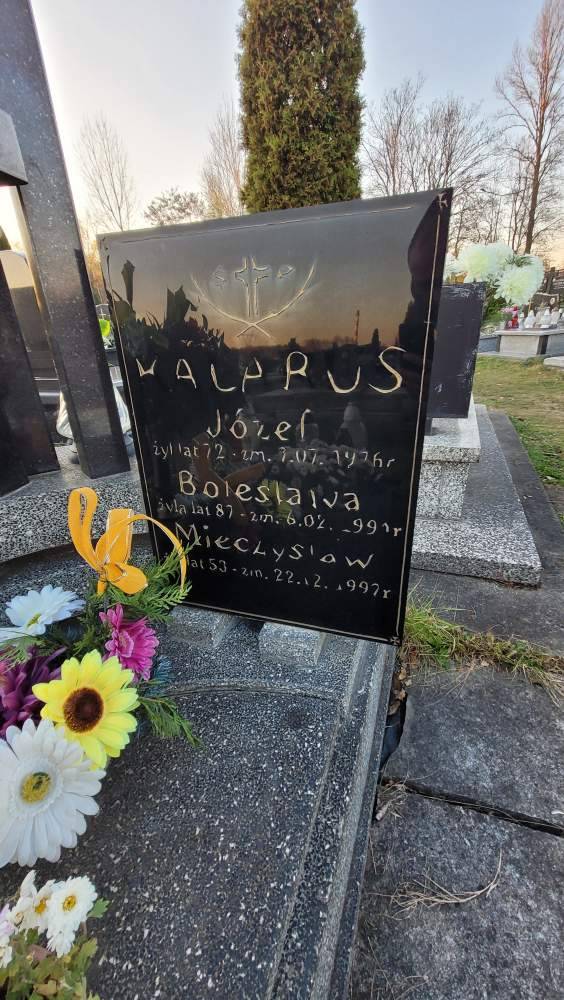 Ś P
WALPRUS
Józef
żył lat 72 - zm. 7.07. 1976r
Bolesława
żyła lat 87 - zm. 6.02. 1991r
Mieczysław
lat 53 - zm. 22.12. 1997r